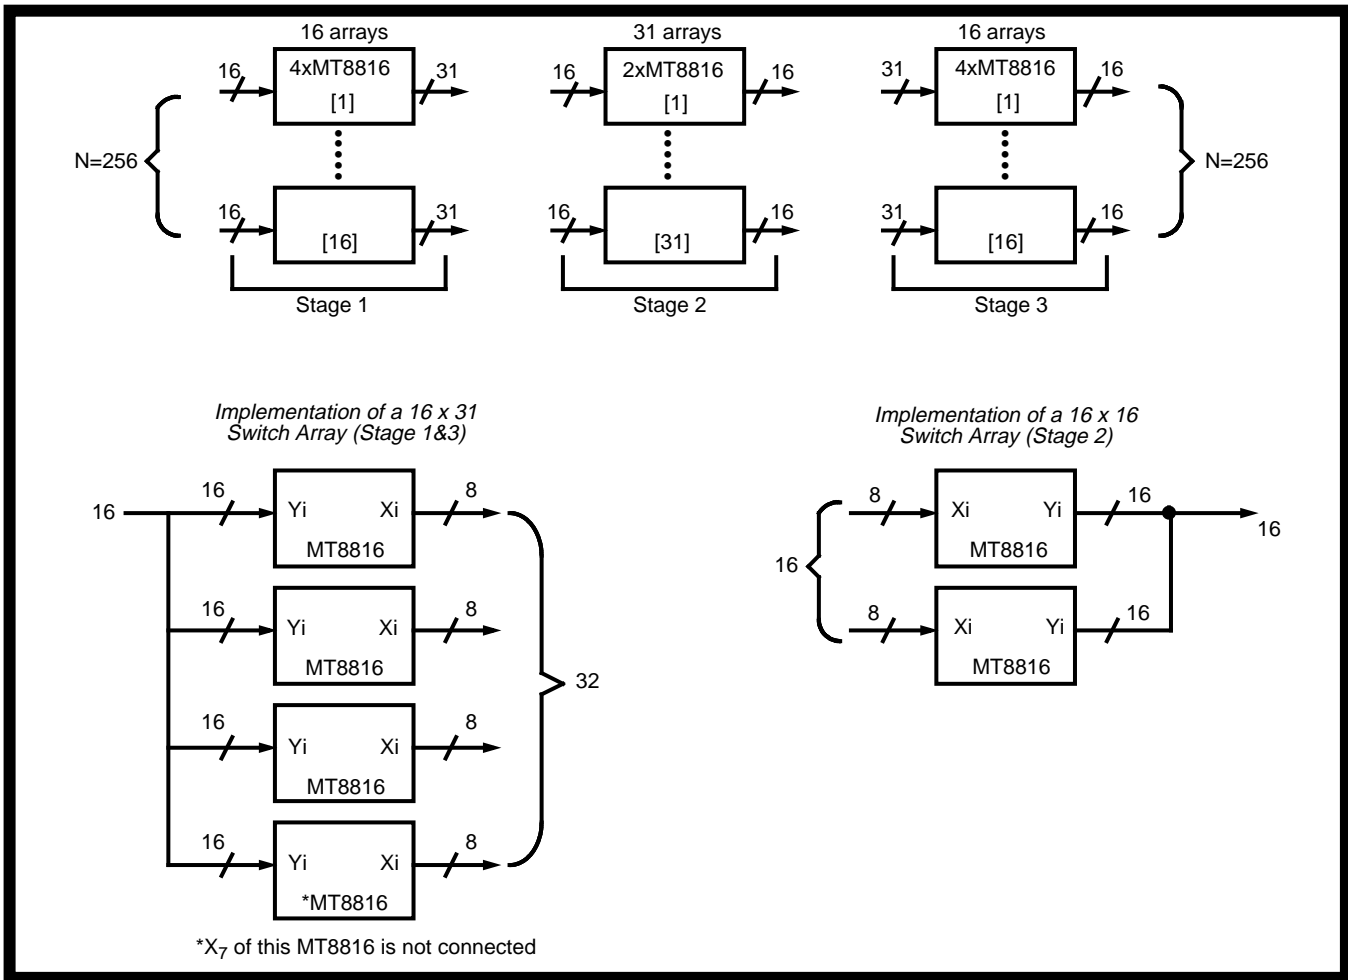 16 arrays
31 arrays
16 arrays
16
4xMT8816
[1]
31
16
2xMT8816
[1]
16
31
4xMT8816
[1]
16
N=256
N=256
16
[16]
31
16
[31]
16
31
[16]
16
Stage 1
Stage 2
Stage 3
Implementation of a 16 x 31
Switch Array (Stage 1&3)
16
16
Yi Xi
MT8816
8
16
Yi Xi
MT8816
8
32
16
Yi Xi
MT8816
8
16
Yi Xi
*MT8816
8
*X7 of this MT8816 is not connected
Implementation of a 16 x 16
Switch Array (Stage 2)
8
Xi Yi
MT8816
16
16
16
8
Xi Yi
MT8816
16